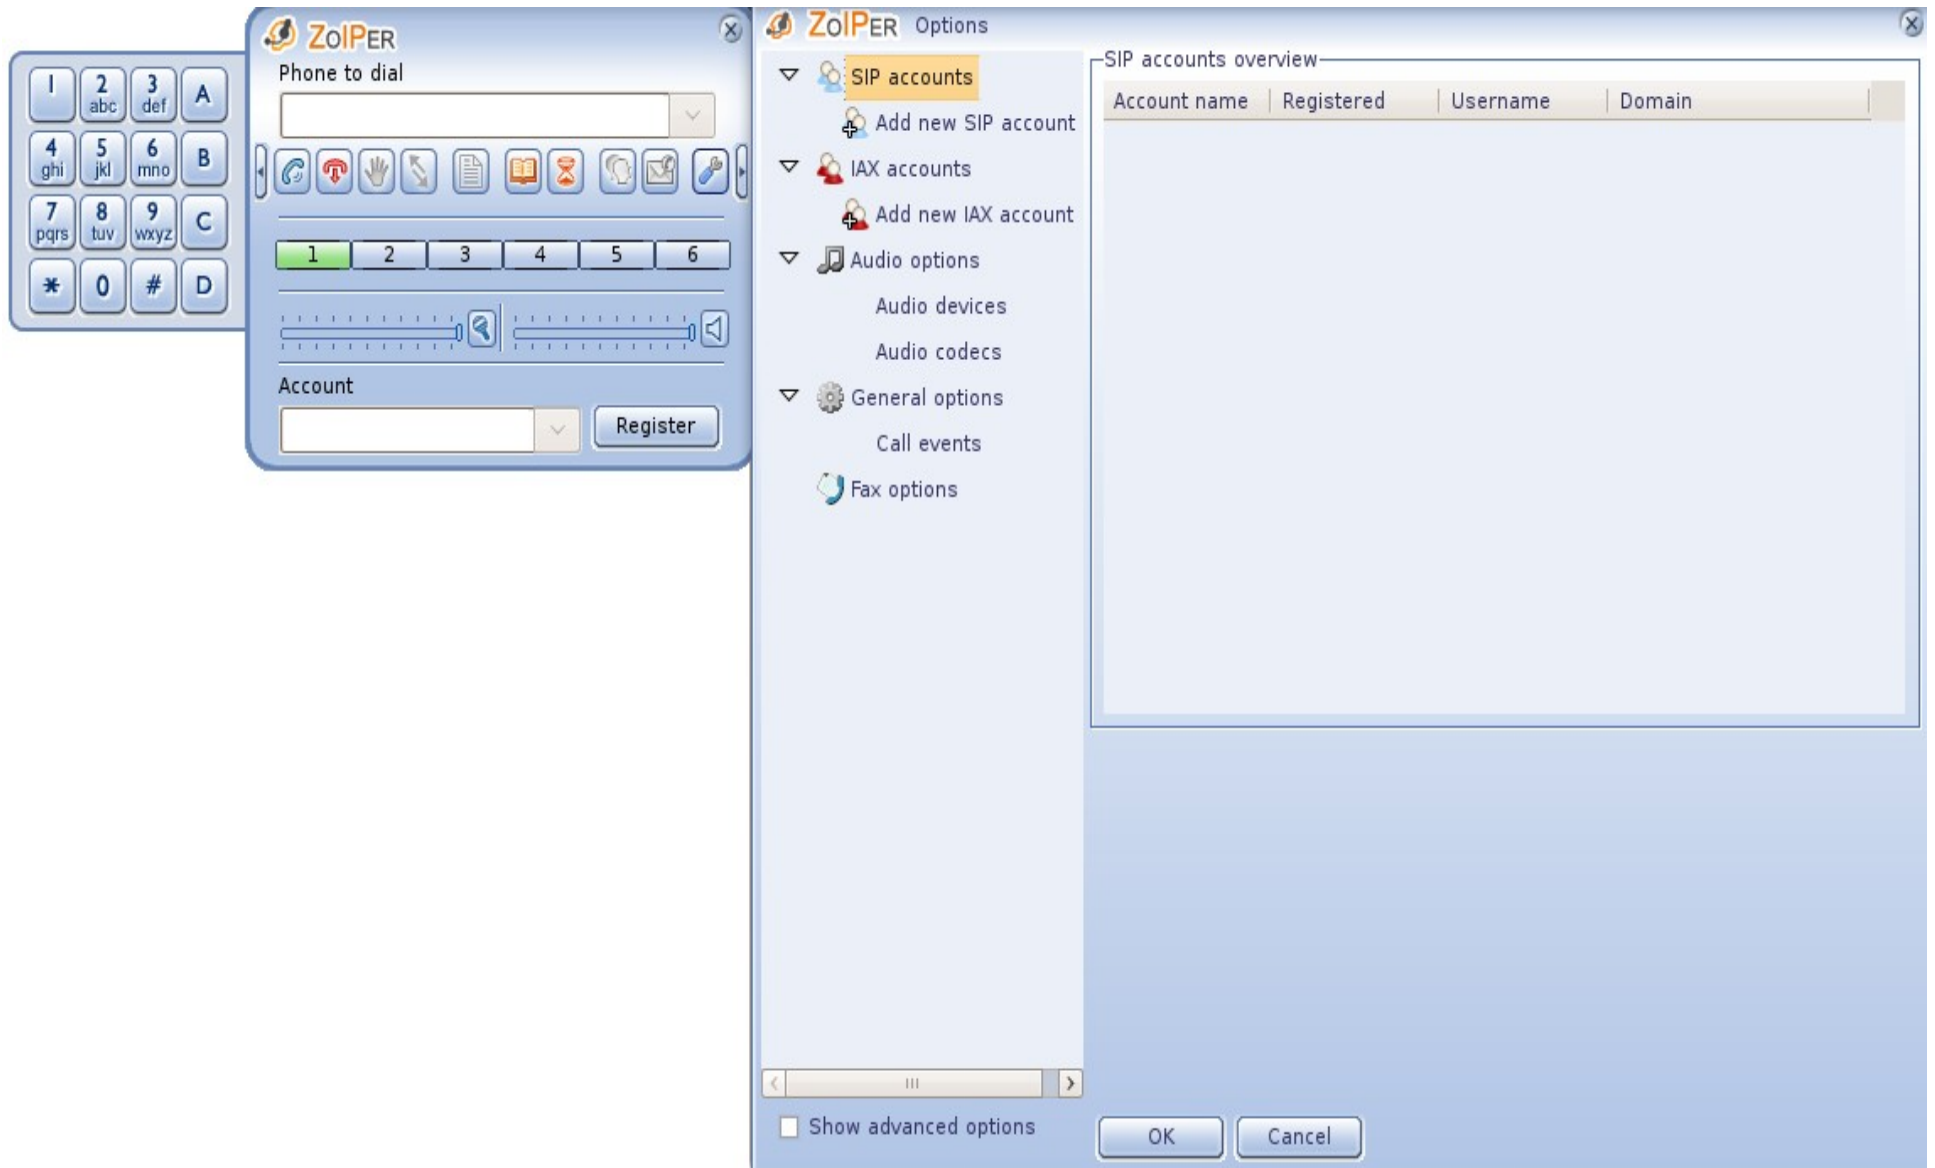 1 2 abc 3 def A
4 ghi 5 jkl 6 mno B
7 pqrs 8 tuv 9 wxyz C
* 0 # D
ZOIPER
Phone to dial
1 2 3 4 5 6
Account
Register
ZOIPER Options
SIP accounts
Add new SIP account
IAX accounts
Add new IAX account
Audio options
Audio devices
Audio codecs
General options
Call events
Fax options
Show advanced options
SIP accounts overview
Account name Registered Username Domain
OK Cancel